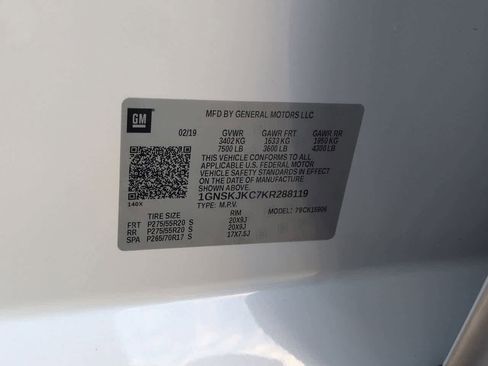 GM
MFD BY GENERAL MOTORS LLC
02/19 GVWR GAWR FRT GAWR RR
3402 KG 1633 KG 1950 KG
7500 LB 3600 LB 4300 LB
THIS VEHICLE CONFORMS TO ALL
APPLICABLE U.S. FEDERAL MOTOR
VEHICLE SAFETY STANDARDS IN
EFFECT ON THE DATE OF
MANUFACTURE SHOWN ABOVE.
1GNSKJKC7KR288119
140X TYPE: M.P.V. MODEL:
TIRE SIZE RIM
FRT P275/55R20 S 20X9J
RR P275/55R20 S 20X9J
SPA P265/70R17 S 17X7.5J